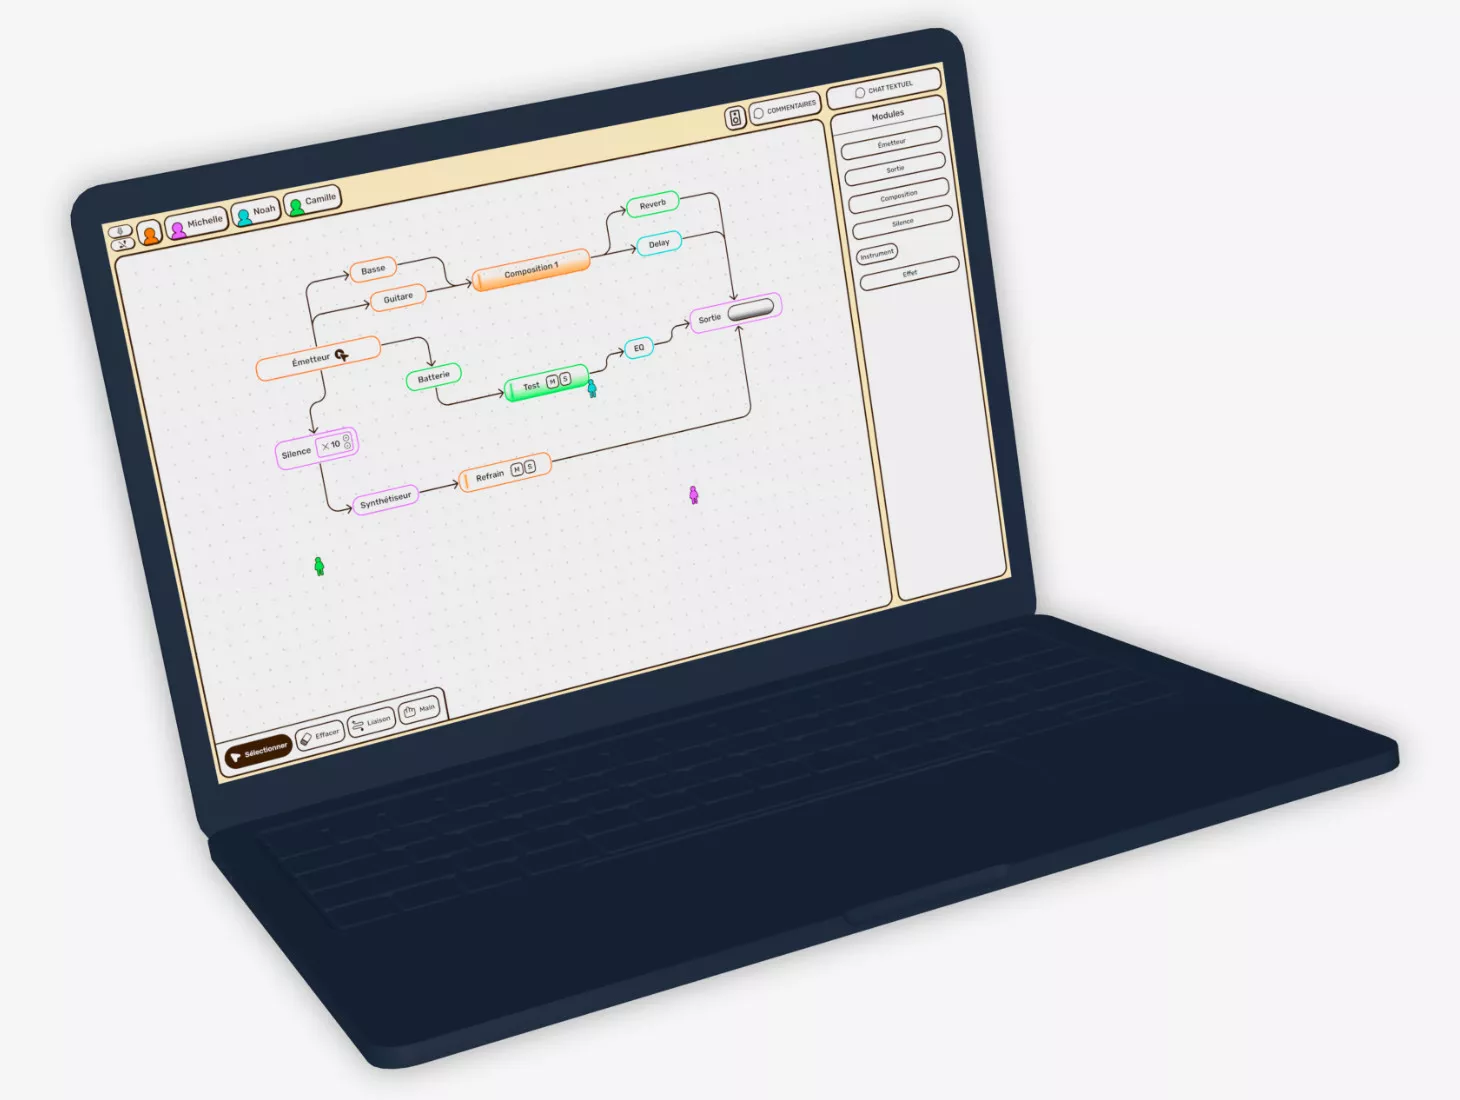 COMMENTAIRES
CHAT TEXTUEL
Michelle
Noah
Camille
Modules
Émetteur
Sortie
Composition
Silence
Instrument
Effet
Reverb
Delay
Basse
Guitare
Composition 1
Émetteur
Sortie
EQ
Batterie
Test M S
Silence × 10
Refrain M S
Synthétiseur
Sélectionner
Effacer
Liaison
Main